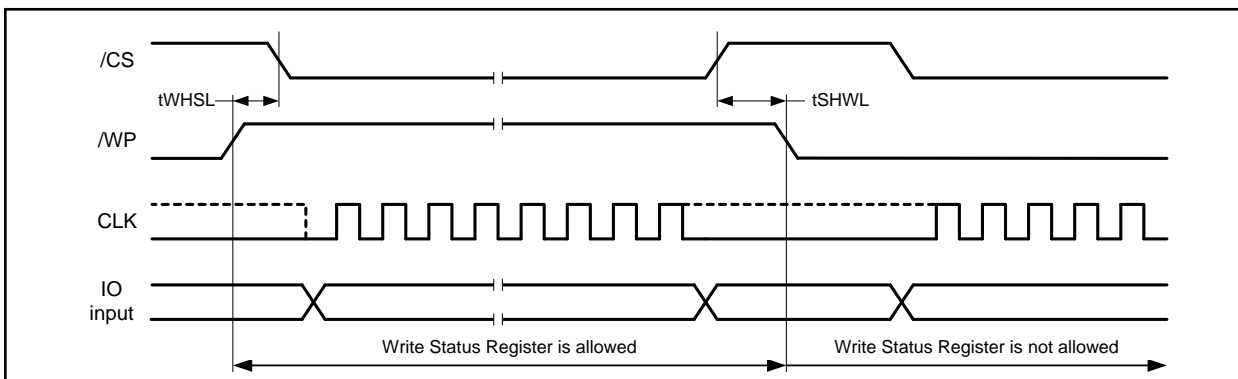 /CS
tWHSL
tSHWL
/WP
CLK
IO
input
Write Status Register is allowed
Write Status Register is not allowed